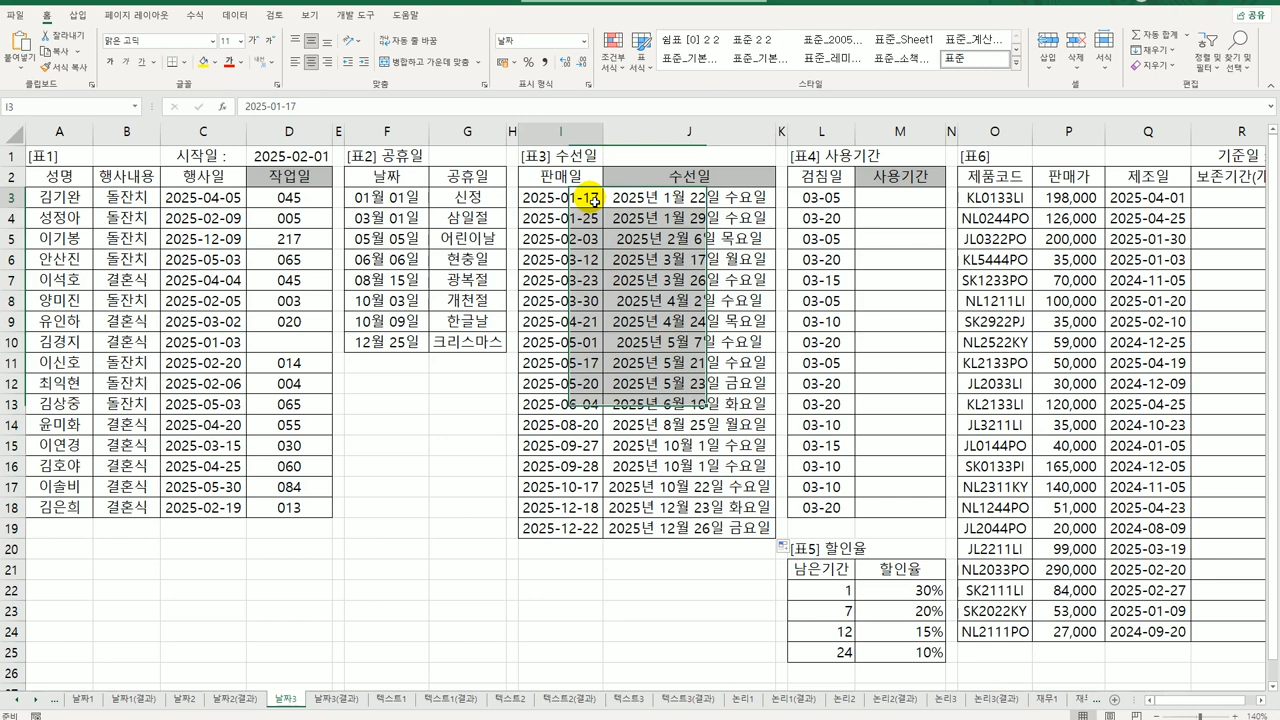 파일 홈 삽입 페이지 레이아웃 수식 데이터 검토 보기 개발 도구 도움말 공유
붙여넣기 잘라내기 맑은 고딕 11 자동 줄 바꿈 날짜 조건부 서식 표 서식 쉼표 [0] 2 2 표준 2 2 표준_2005... 표준_Sheet1 표준_계산... 삽입 삭제 서식 자동 합계 정렬 및 필터 찾기 및 선택
복사 채우기
서식 복사 가 가 가 병합하고 가운데 맞춤 % 표준_기본... 표준_기본... 표준_레미... 표준_소책... 표준 지우기
클립보드 글꼴 맞춤 표시 형식 스타일 셀 편집
I3 fx 2025-01-17
A B C D E F G H I J K L M N O P Q R
1 [표1] 시작일 : 2025-02-01 [표2] 공휴일 [표3] 수선일 [표4] 사용기간 [표6] 기준일
2 성명 행사내용 행사일 작업일 날짜 공휴일 판매일 수선일 검침일 사용기간 제품코드 판매가 제조일 보존기간(개
3 김기완 돌잔치 2025-04-05 045 01월 01일 신정 2025-01-17 2025년 1월 22일 수요일 03-05 KL0133LI 198,000 2025-04-01
4 성정아 돌잔치 2025-02-09 005 03월 01일 삼일절 2025-01-25 2025년 1월 29일 수요일 03-20 NL0244PO 126,000 2025-04-25
5 이기봉 돌잔치 2025-12-09 217 05월 05일 어린이날 2025-02-03 2025년 2월 6일 목요일 03-05 JL0322PO 200,000 2025-01-30
6 안산진 돌잔치 2025-05-03 065 06월 06일 현충일 2025-03-12 2025년 3월 17일 월요일 03-20 KL5444PO 35,000 2025-01-03
7 이석호 결혼식 2025-04-04 045 08월 15일 광복절 2025-03-23 2025년 3월 26일 수요일 03-15 SK1233PO 70,000 2024-11-05
8 양미진 돌잔치 2025-02-05 003 10월 03일 개천절 2025-03-30 2025년 4월 2일 수요일 03-05 NL1211LI 100,000 2025-01-20
9 유인하 결혼식 2025-03-02 020 10월 09일 한글날 2025-04-21 2025년 4월 24일 목요일 03-10 SK2922PJ 35,000 2025-02-10
10 김경지 결혼식 2025-01-03 12월 25일 크리스마스 2025-05-01 2025년 5월 7일 수요일 03-20 NL2522KY 59,000 2024-12-25
11 이신호 돌잔치 2025-02-20 014 2025-05-17 2025년 5월 21일 수요일 03-05 KL2133PO 50,000 2025-04-19
12 최익현 돌잔치 2025-02-06 004 2025-05-20 2025년 5월 23일 금요일 03-20 JL2033LI 30,000 2024-12-09
13 김상중 돌잔치 2025-05-03 065 2025-06-04 2025년 6월 10일 화요일 03-20 KL2133LI 120,000 2025-04-25
14 윤미화 결혼식 2025-04-20 055 2025-08-20 2025년 8월 25일 월요일 03-10 JL3211LI 35,000 2024-10-23
15 이연경 결혼식 2025-03-15 030 2025-09-27 2025년 10월 1일 수요일 03-15 JL0144PO 40,000 2024-01-05
16 김호야 결혼식 2025-04-25 060 2025-09-28 2025년 10월 1일 수요일 03-10 SK0133PI 165,000 2024-12-05
17 이솔비 결혼식 2025-05-30 084 2025-10-17 2025년 10월 22일 수요일 03-10 NL2311KY 140,000 2024-11-05
18 김은희 결혼식 2025-02-19 013 2025-12-18 2025년 12월 23일 화요일 03-20 NL1244PO 51,000 2025-04-23
19 2025-12-22 2025년 12월 26일 금요일 JL2044PO 20,000 2024-08-09
20 [표5] 할인율 JL2211LI 99,000 2025-03-19
21 남은기간 할인율 NL2033PO 290,000 2025-02-20
22 1 30% SK2111LI 84,000 2025-02-27
23 7 20% SK2022KY 53,000 2025-01-09
24 12 15% NL2111PO 27,000 2024-09-20
25 24 10%
26
... 날짜1 날짜1(결과) 날짜2 날짜2(결과) 날짜3 날짜3(결과) 텍스트1 텍스트1(결과) 텍스트2 텍스트2(결과) 텍스트3 텍스트3(결과) 논리1 논리1(결과) 논리2 논리2(결과) 논리3 논리3(결과) 재무1 ...
준비 140%